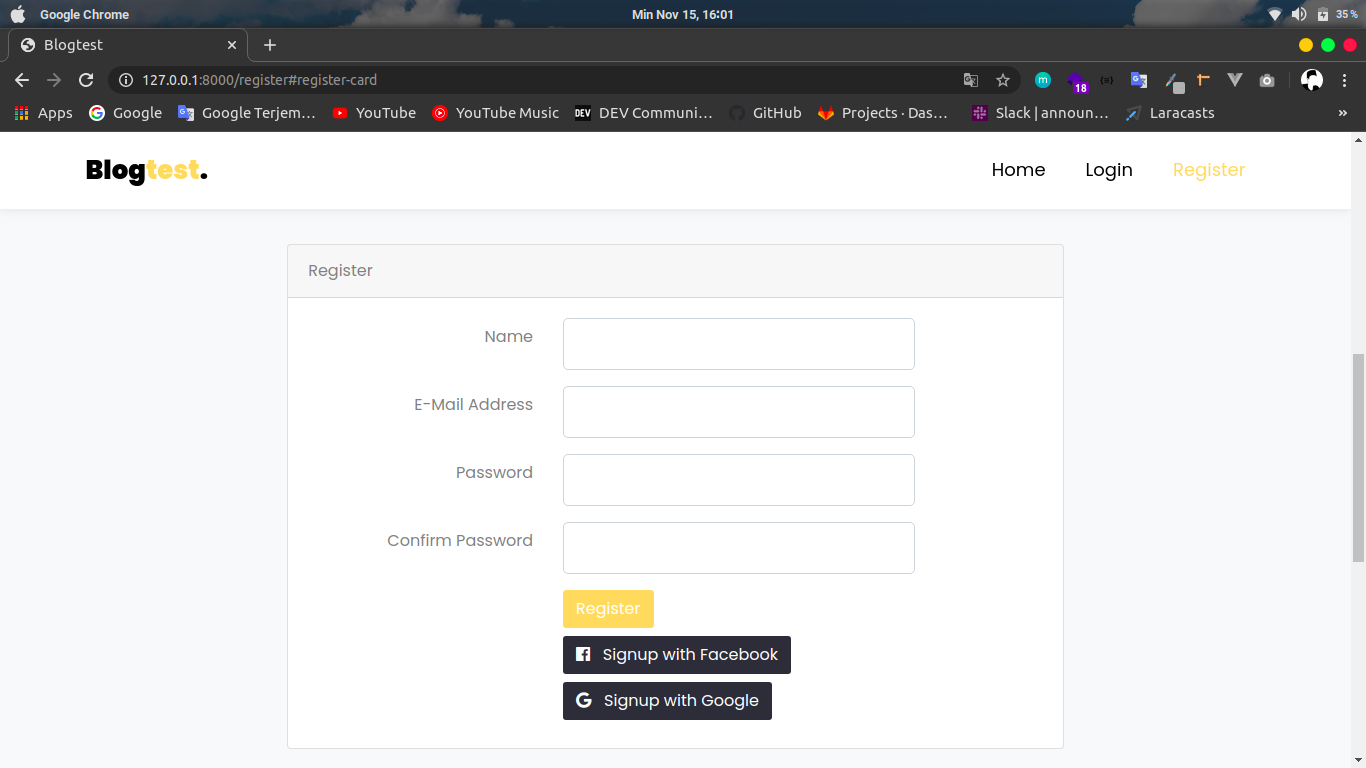 Google Chrome
Min Nov 15, 16:01
35 %
Blogtest
127.0.0.1:8000/register#register-card
m
18
Apps
Google
Google Terjem…
YouTube
YouTube Music
DEV
DEV Communi…
GitHub
Projects · Das…
Slack | announ…
Laracasts
»
Blogtest.
Home
Login
Register
Register
Name
E-Mail Address
Password
Confirm Password
Register
Signup with Facebook
Signup with Google